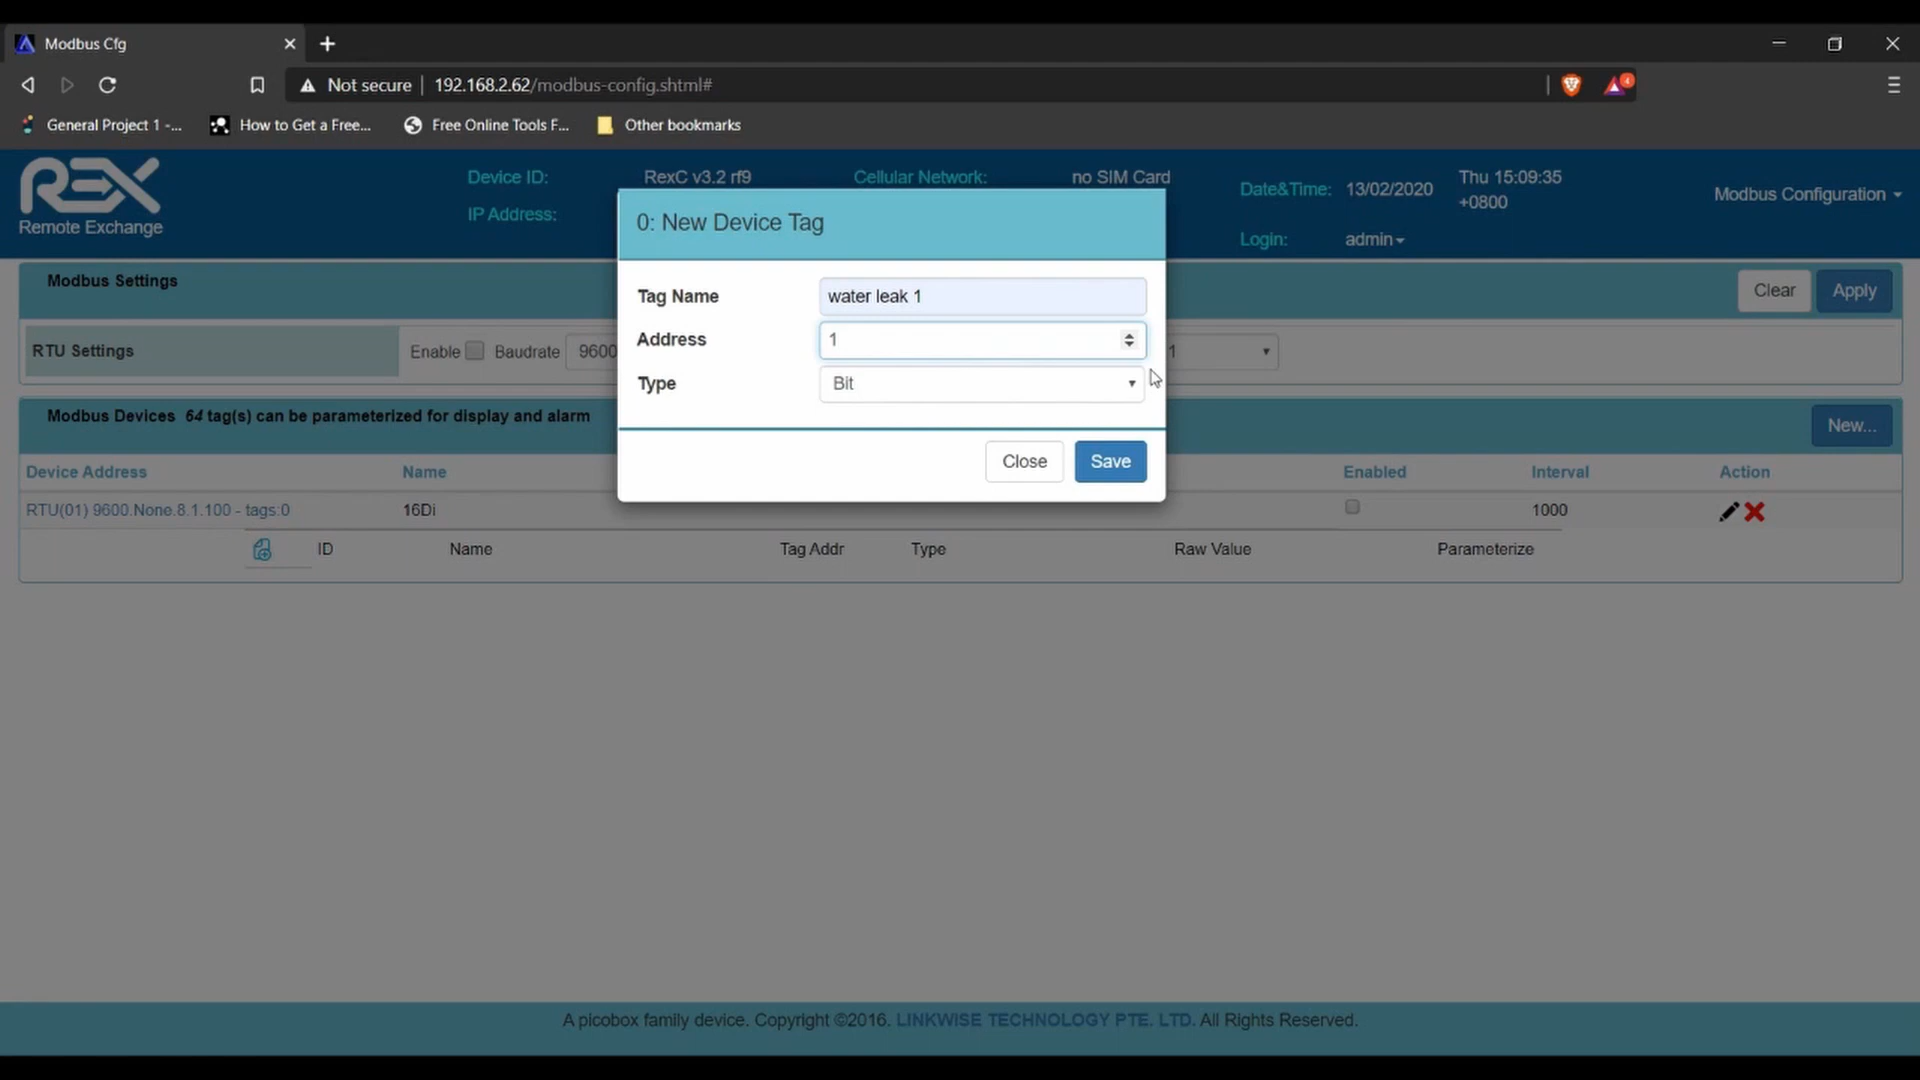 Modbus Cfg
Not secure 192.168.2.62/modbus-config.shtml#
4
General Project 1 -... How to Get a Free... Free Online Tools F... Other bookmarks
REX
Remote Exchange
Device ID: RexC v3.2 rf9 Cellular Network: no SIM Card
IP Address:
Date&Time: 13/02/2020 Thu 15:09:35 +0800
Login: admin
Modbus Configuration
0: New Device Tag
Tag Name water leak 1
Address 1
Type Bit
Close Save
Modbus Settings Clear Apply
RTU Settings Enable Baudrate 9600 1
Modbus Devices 64 tag(s) can be parameterized for display and alarm New...
Device Address Name Enabled Interval Action
RTU(01) 9600.None.8.1.100 - tags:0 16Di 1000
ID Name Tag Addr Type Raw Value Parameterize
A picobox family device. Copyright ©2016. LINKWISE TECHNOLOGY PTE. LTD. All Rights Reserved.